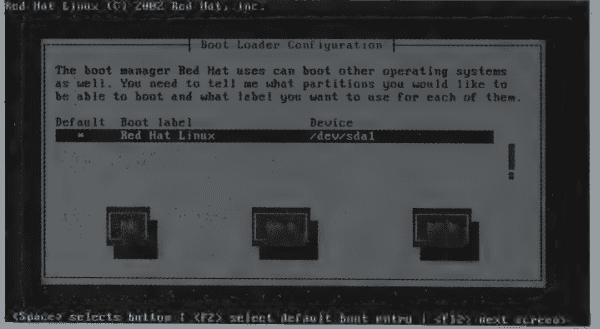 Red Hat Linux (C) 2002 Red Hat, Inc.
Boot Loader Configuration
The boot manager Red Hat uses can boot other operating systems
as well. You need to tell me what partitions you would like to
be able to boot and what label you want to use for each of them.
Default Boot label Device
* Red Hat Linux /dev/sda1
OK
<Space> selects button | <F2> select default boot entry | <F12> next screen>